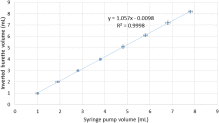 9
8
7
6
5
4
3
2
1
0
Inverted burette volume (mL)
y = 1.057x - 0.0098
R² = 0.9998
0 1 2 3 4 5 6 7 8 9
Syringe pump volume (mL)